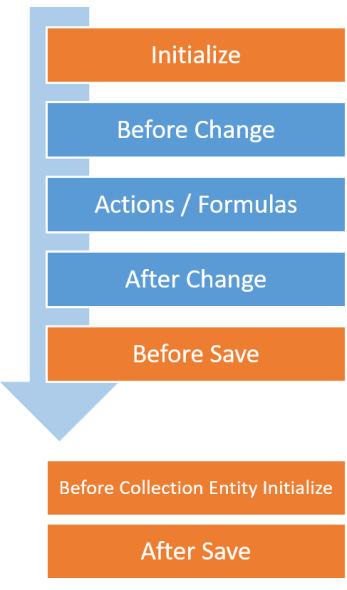 Initialize
Before Change
Actions / Formulas
After Change
Before Save
Before Collection Entity Initialize
After Save